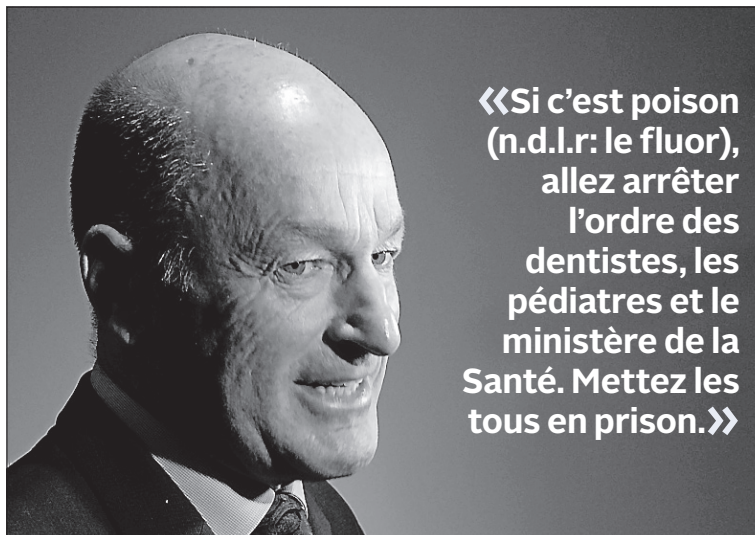 «Si c’est poison
(n.d.l.r: le fluor),
allez arrêter
l’ordre des
dentistes, les
pédiatres et le
ministère de la
Santé. Mettez les
tous en prison.»